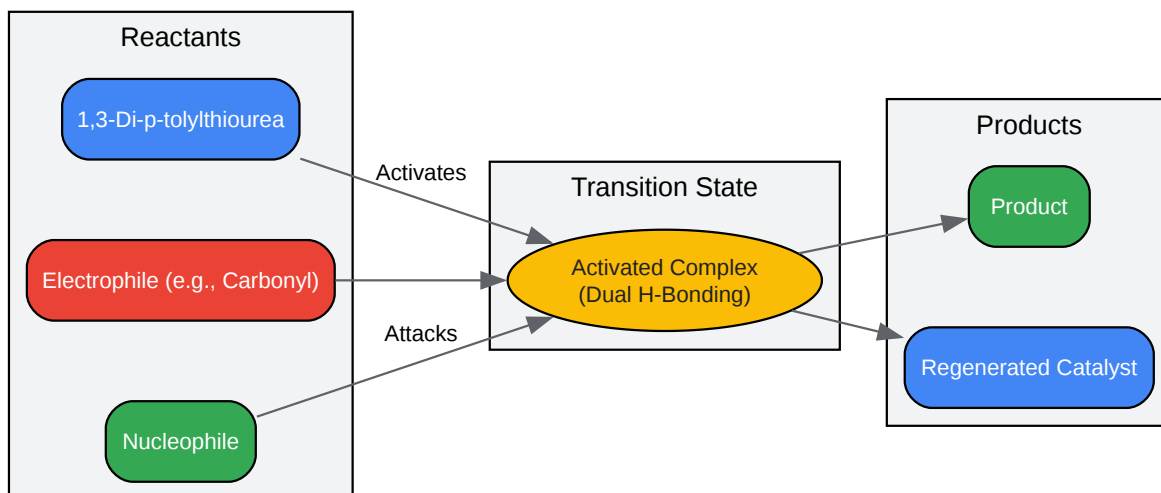 Reactants
1,3-Di-p-tolylthiourea
Electrophile (e.g., Carbonyl)
Nucleophile
Activates
Attacks
Transition State
Activated Complex
(Dual H-Bonding)
Products
Product
Regenerated Catalyst